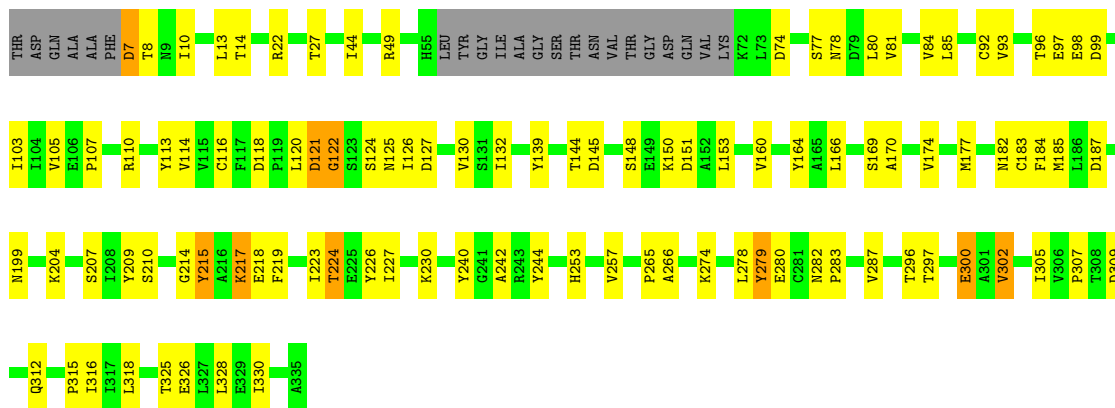 THR ASP GLN ALA ALA PHE D7 T8 N9 I10 L13 T14 R22 T27 I44 R49 H55 LEU TYR GLY ILE ALA GLY SER THR ASN VAL THR GLY ASP GLN VAL LYS K72 L73 D74 S77 N78 D79 L80 V81 V84 L85 C92 V93 T96 E97 E98 D99
I103 I104 V105 E106 P107 R110 Y113 V114 V115 C116 F117 D118 P119 L120 D121 G122 S123 S124 N125 I126 D127 V130 S131 I132 Y139 T144 D145 S148 E149 K150 D151 A152 L153 V160 Y164 A165 L166 S169 A170 V174 M177 N182 C183 F184 M185 L186 D187
N199 K204 S207 I208 Y209 S210 G214 Y215 A216 K217 E218 F219 I223 T224 E225 Y226 I227 K230 Y240 G241 A242 R243 Y244 H253 V257 P265 A266 K274 L278 Y279 E280 C281 N282 P283 V287 T296 T297 E300 A301 V302 I305 V306 P307 T308
Q312 P315 I316 I317 L318 T325 E326 L327 L328 E329 I330 A335